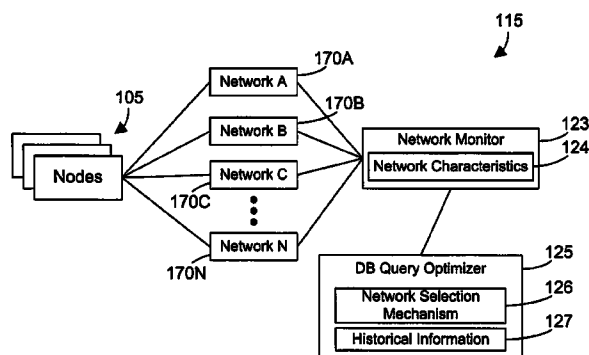 115
170A
Network A
105
170B
Network B
Network Monitor
123
Network Characteristics
124
Nodes
Network C
170C
Network N
170N
125
DB Query Optimizer
126
Network Selection
Mechanism
127
Historical Information